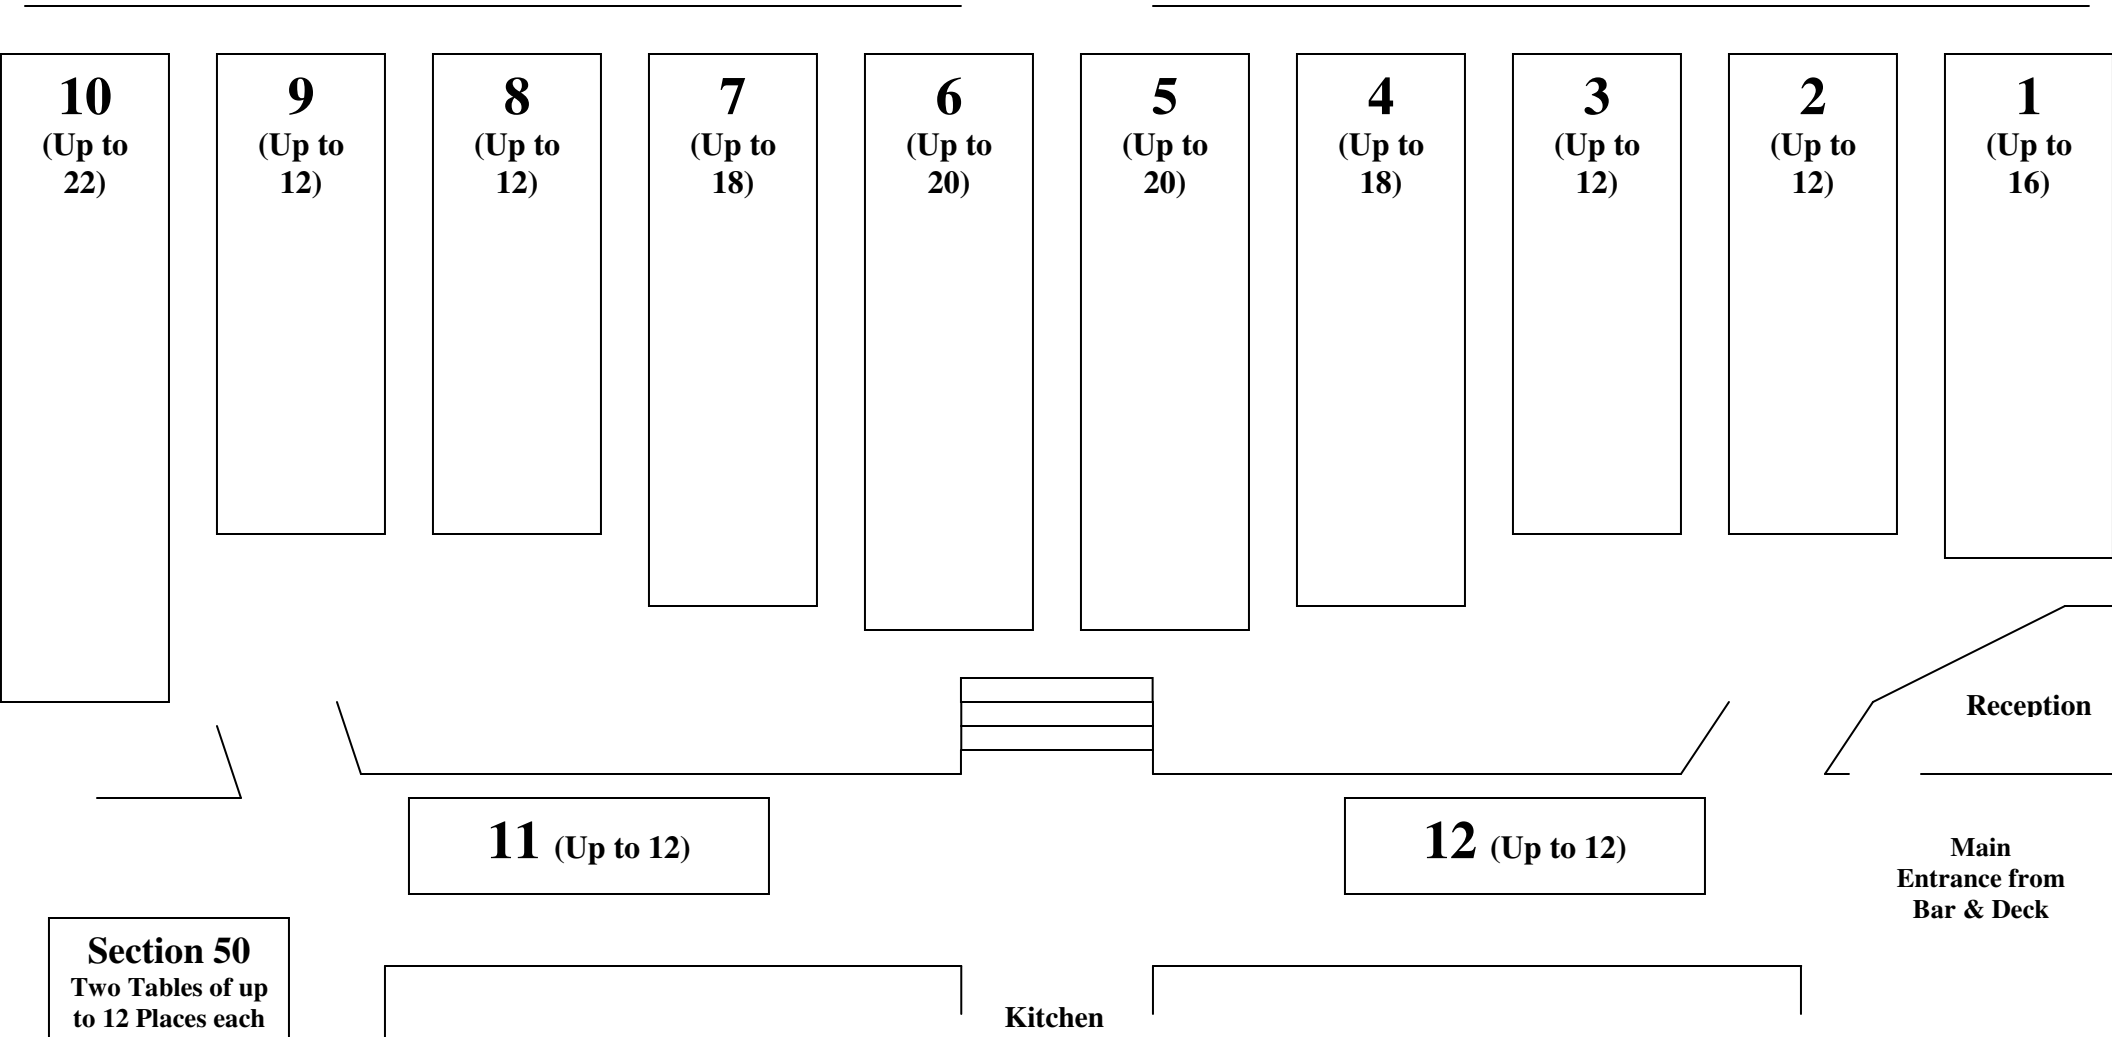 10
(Up to
22)
9
(Up to
12)
8
(Up to
12)
7
(Up to
18)
6
(Up to
20)
5
(Up to
20)
4
(Up to
18)
3
(Up to
12)
2
(Up to
12)
1
(Up to
16)
Reception
11 (Up to 12)
12 (Up to 12)
Main
Entrance from
Bar & Deck
Section 50
Two Tables of up
to 12 Places each
Kitchen